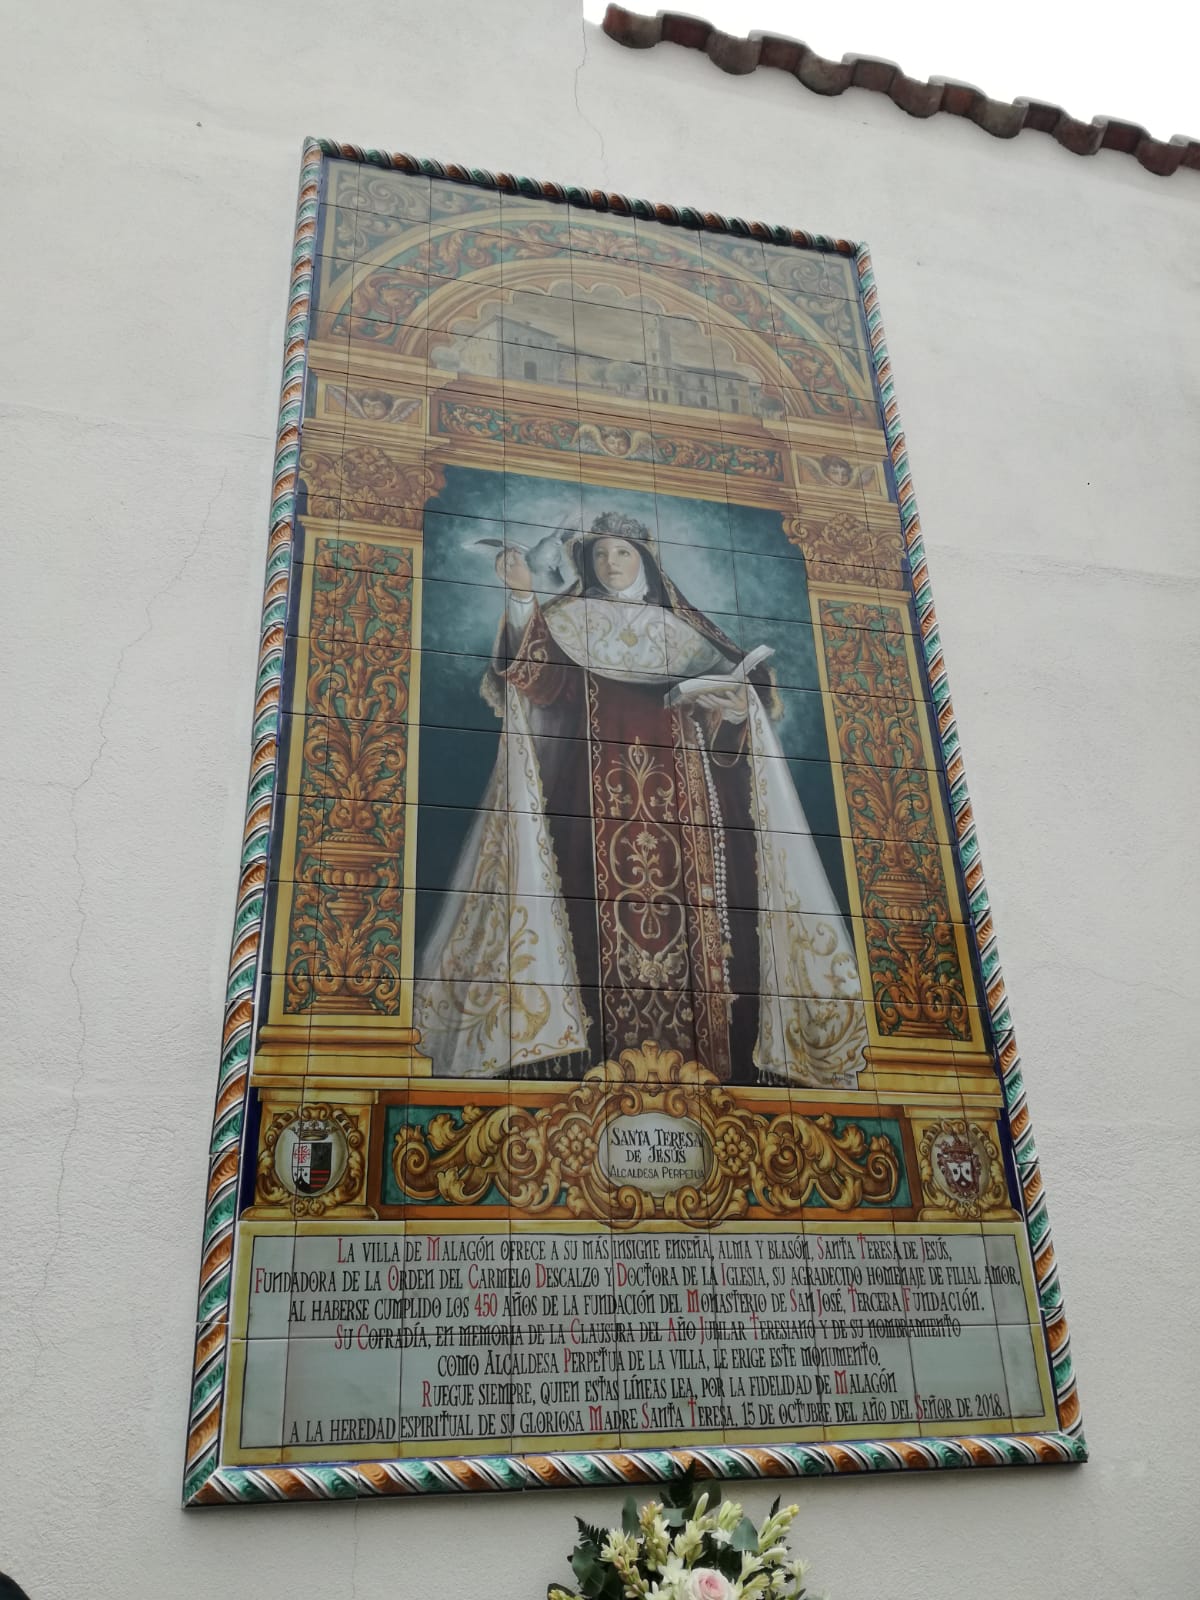 Santa Teresa
de Jesús
Alcaldesa Perpetua
La villa de Malagón ofrece a su más insigne enseña, alma y blasón, Santa Teresa de Jesús,
Fundadora de la Orden del Carmelo Descalzo y Doctora de la Iglesia, su agradecido homenaje de filial amor,
al haberse cumplido los 450 años de la fundación del Monasterio de San José, Tercera Fundación.
Su Cofradía, en memoria de la Clausura del Año Jubilar Teresiano y de su nombramiento
como Alcaldesa Perpetua de la villa, le erige este monumento.
Ruegue siempre, quien estas líneas lea, por la fidelidad de Malagón
a la heredad espiritual de su gloriosa Madre Santa Teresa. 15 de octubre del año del Señor de 2018.